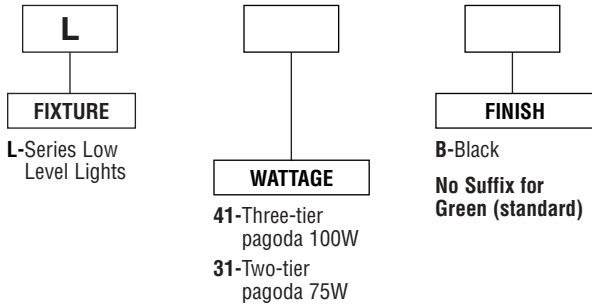 L
FIXTURE
L-Series Low
Level Lights
WATTAGE
41-Three-tier
pagoda 100W
31-Two-tier
pagoda 75W
FINISH
B-Black
No Suffix for
Green (standard)